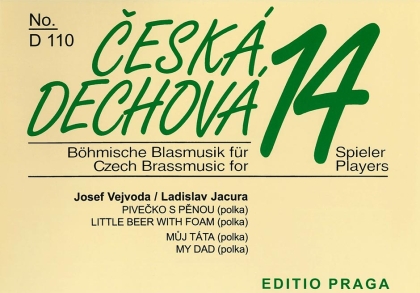 No.
D 110
ČESKÁ
DECHOVÁ 14
Böhmische Blasmusik für Spieler
Czech Brassmusic for Players
Josef Vejvoda / Ladislav Jacura
PIVEČKO S PĚNOU (polka)
LITTLE BEER WITH FOAM (polka)
MŮJ TÁTA (polka)
MY DAD (polka)
EDITIO PRAGA